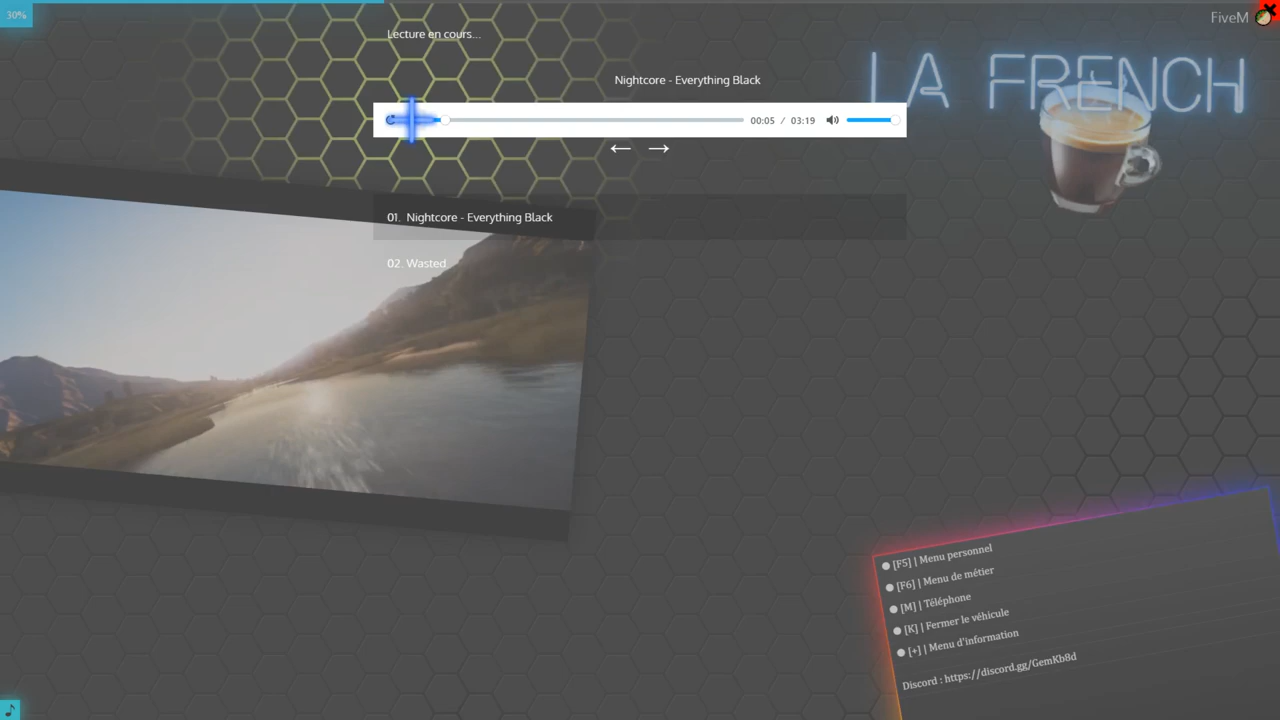 30%
FiveM
Lecture en cours...
LA FRENCH
Nightcore - Everything Black
00:05 / 03:19
← →
01. Nightcore - Everything Black
02. Wasted
[F5] | Menu personnel
[F6] | Menu de métier
[M] | Téléphone
[K] | Fermer le véhicule
[+] | Menu d'information
Discord : https://discord.gg/GemKb8d